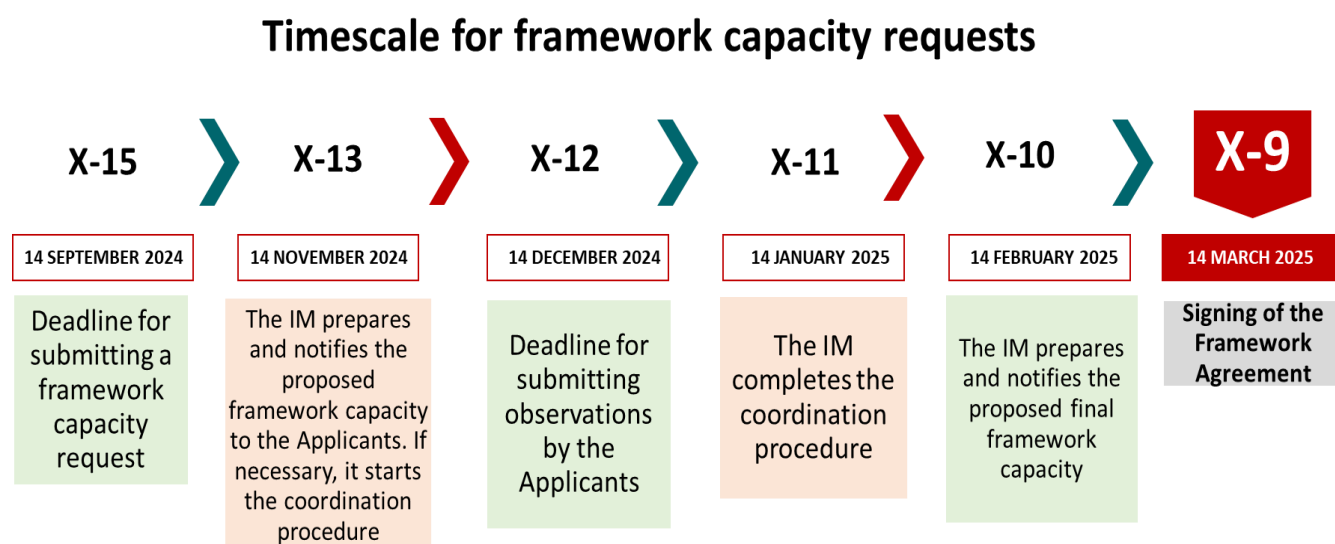 Timescale for framework capacity requests
X-15
X-13
X-12
X-11
X-10
X-9
14 SEPTEMBER 2024
14 NOVEMBER 2024
14 DECEMBER 2024
14 JANUARY 2025
14 FEBRUARY 2025
14 MARCH 2025
Deadline for
submitting a
framework
capacity
request
The IM prepares
and notifies the
proposed
framework capacity
to the Applicants. If
necessary, it starts
the coordination
procedure
Deadline for
submitting
observations
by the
Applicants
The IM
completes the
coordination
procedure
The IM prepares
and notifies the
proposed final
framework
capacity
Signing of the
Framework
Agreement